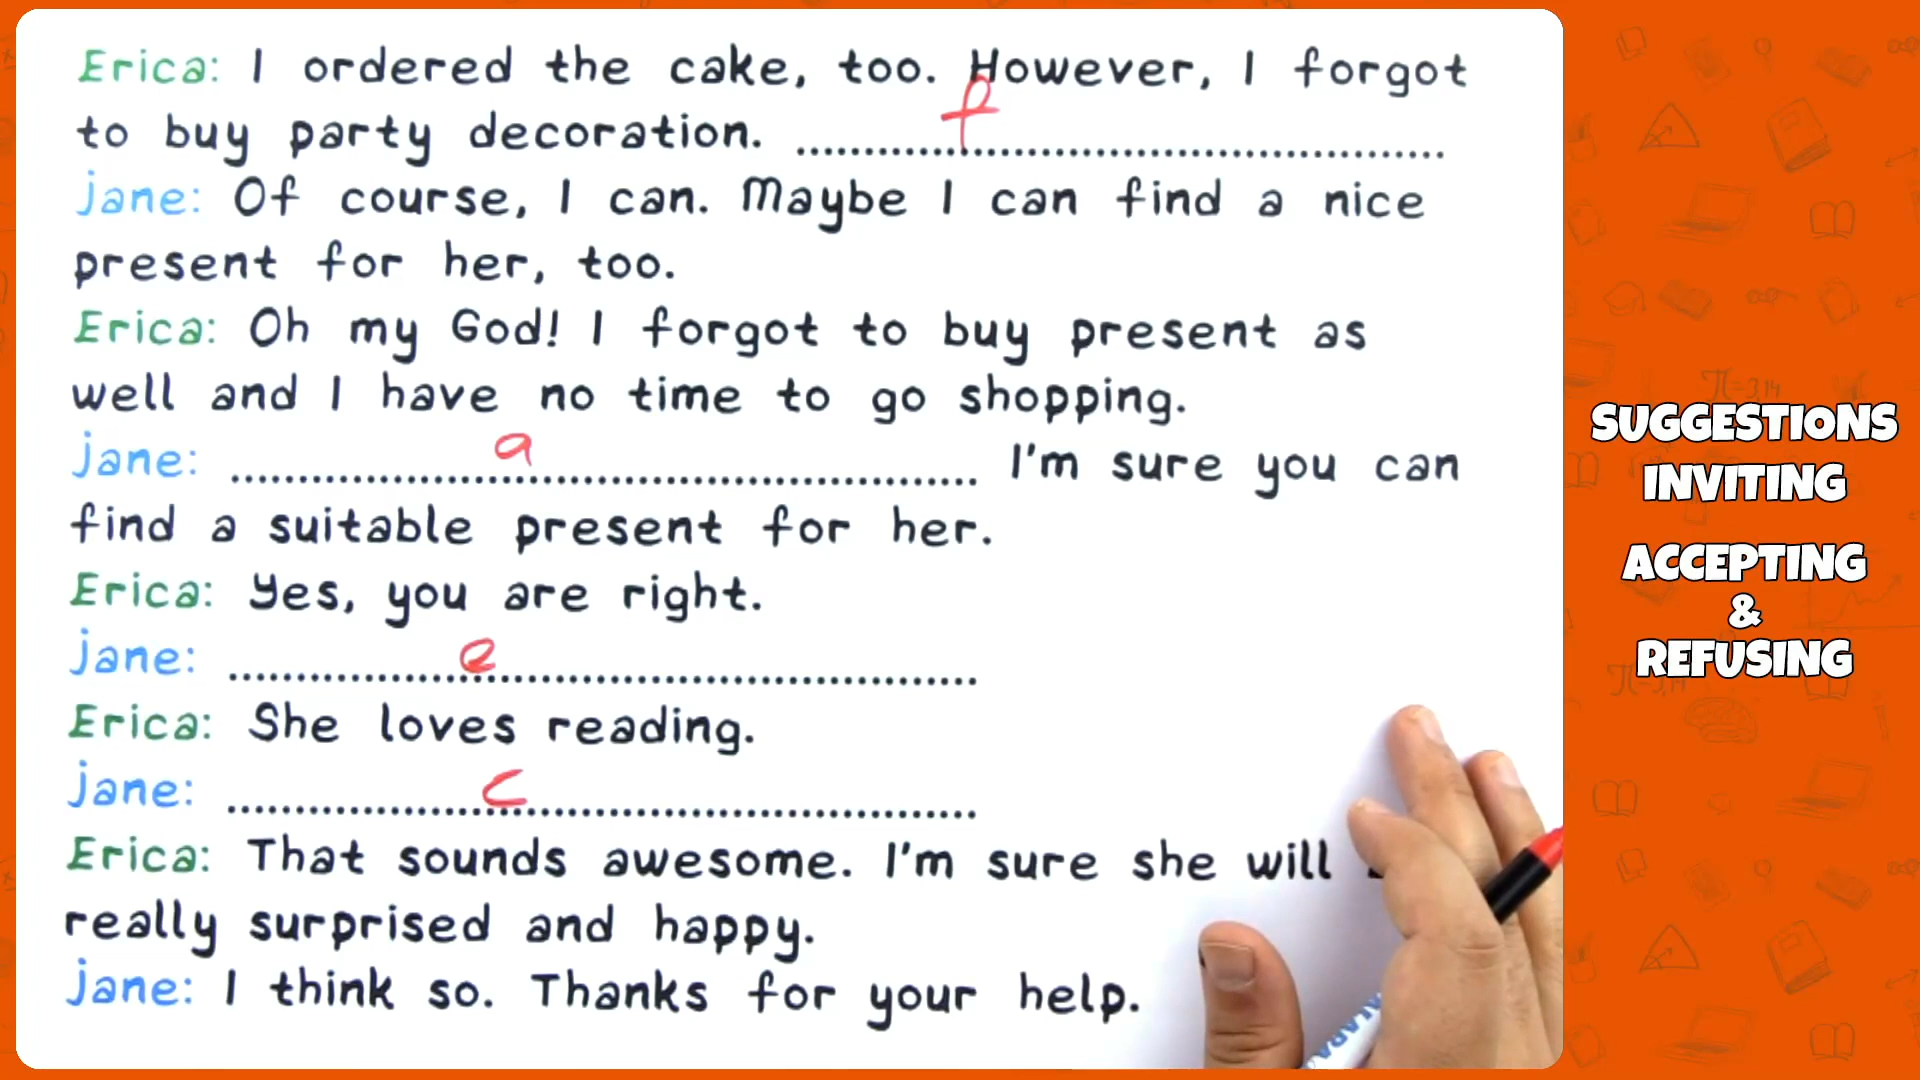 Erica: I ordered the cake, too. However, I forgot
to buy party decoration. f
Jane: Of course, I can. Maybe I can find a nice
present for her, too.
Erica: Oh my God! I forgot to buy present as
well and I have no time to go shopping.
Jane: a I'm sure you can
find a suitable present for her.
Erica: Yes, you are right.
Jane: e
Erica: She loves reading.
Jane: c
Erica: That sounds awesome. I'm sure she will
really surprised and happy.
Jane: I think so. Thanks for your help.
SUGGESTIONS
INVITING
ACCEPTING
&
REFUSING